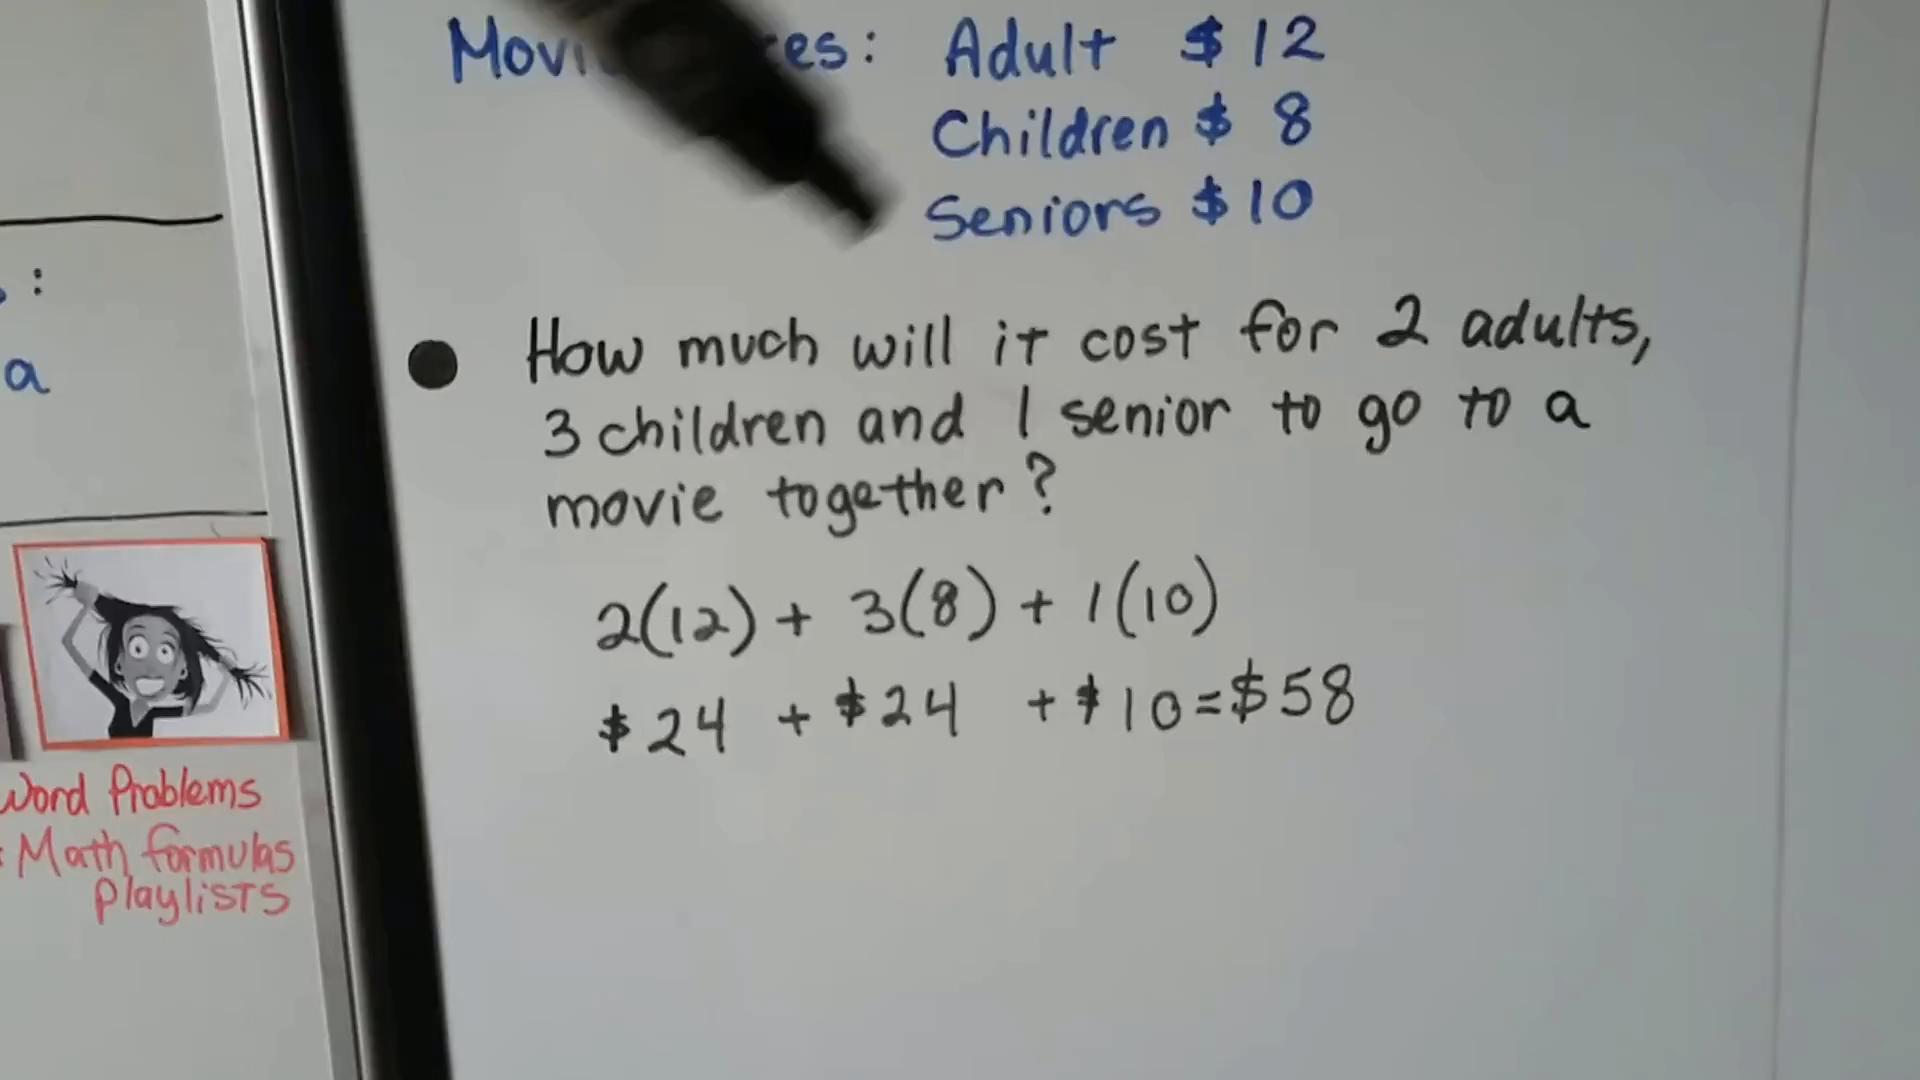 : Adult $ 12
Children $ 8
Seniors $ 10
:
a
How much will it cost for 2 adults,
3 children and 1 senior to go to a
movie together?
2(12) + 3(8) + 1(10)
$24 + $24 + $10 = $58
Word Problems
Math formulas
playlists